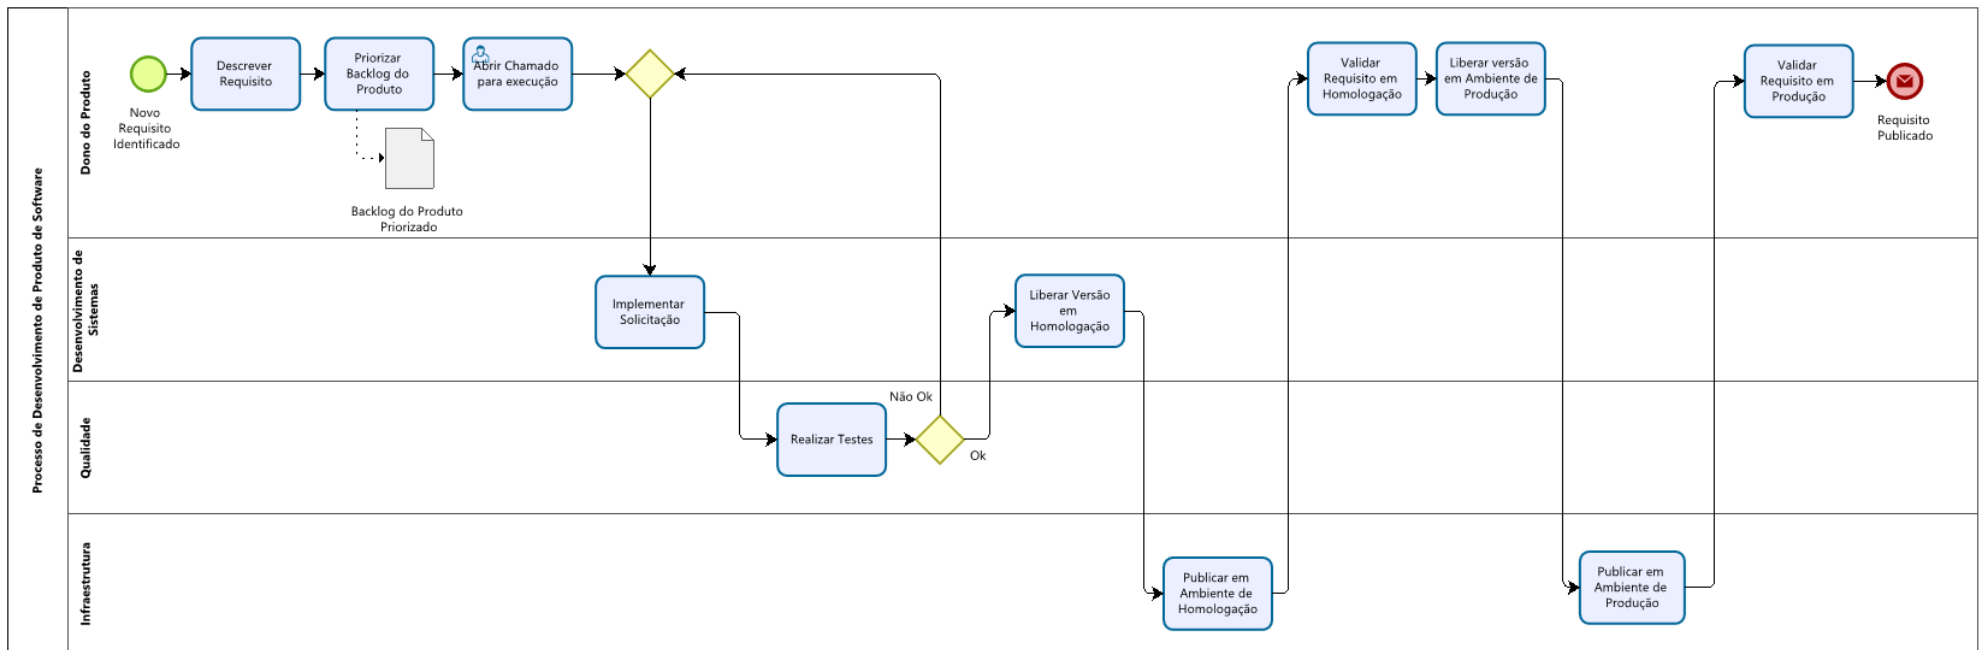 Processo de Desenvolvimento de Produto de Software
Dono do Produto
Novo
Requisito
Identificado
Descrever
Requisito
Priorizar
Backlog do
Produto
Backlog do Produto
Priorizado
Abrir Chamado
para execução
Validar
Requisito em
Homologação
Liberar versão
em Ambiente de
Produção
Validar
Requisito em
Produção
Requisito
Publicado
Desenvolvimento de
Sistemas
Implementar
Solicitação
Liberar Versão
em
Homologação
Qualidade
Realizar Testes
Não Ok
Ok
Infraestrutura
Publicar em
Ambiente de
Homologação
Publicar em
Ambiente de
Produção